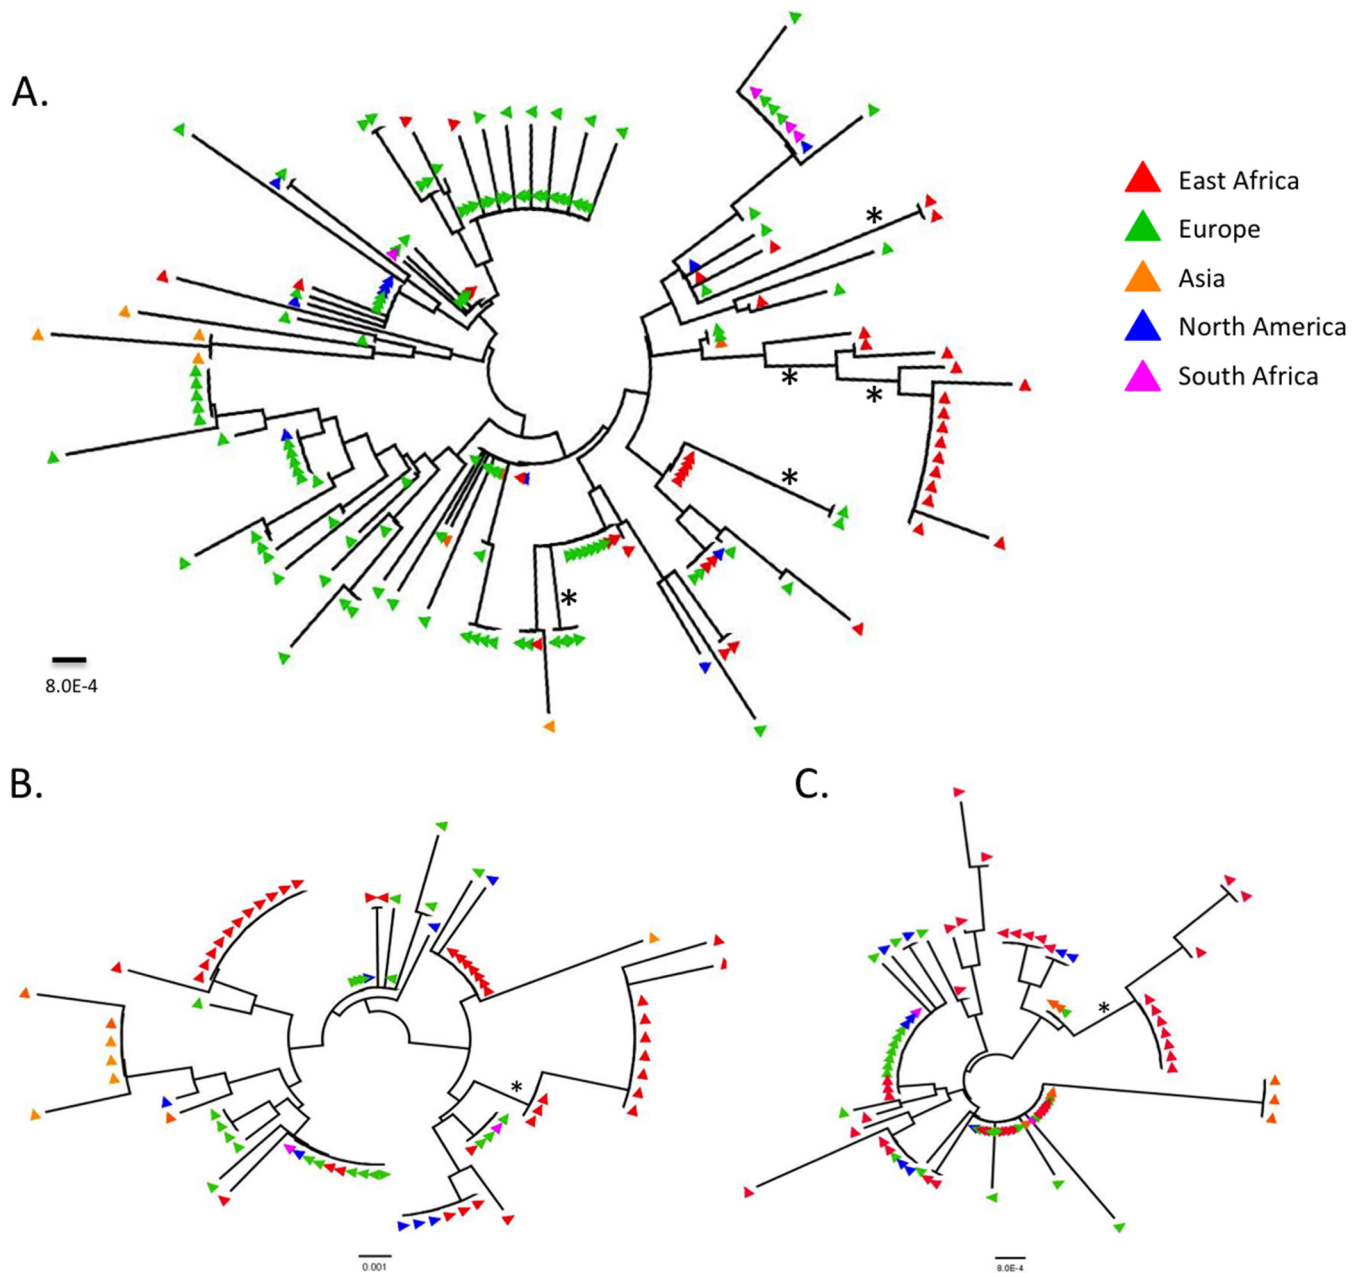 A.
East Africa
Europe
Asia
North America
South Africa
*
*
*
*
*
8.0E-4
B.
C.
*
*
0.001
8.0E-4